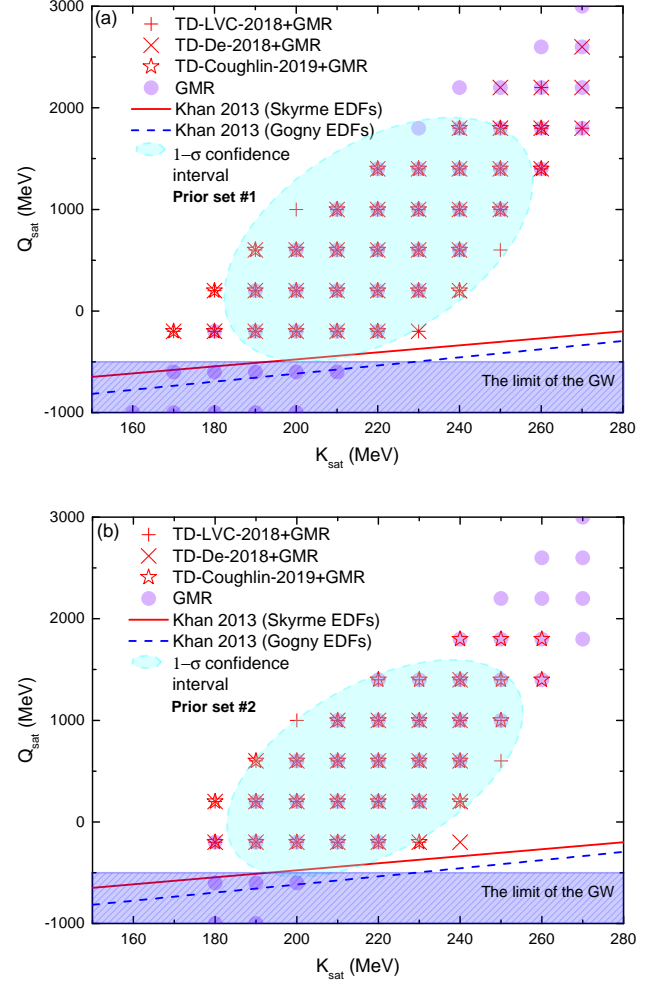 (a)
TD-LVC-2018+GMR
TD-De-2018+GMR
TD-Coughlin-2019+GMR
GMR
Khan 2013 (Skyrme EDFs)
Khan 2013 (Gogny EDFs)
1−σ confidence
interval
Prior set #1
3000
2000
1000
0
-1000
Q_sat (MeV)
The limit of the GW
160 180 200 220 240 260 280
K_sat (MeV)
(b)
TD-LVC-2018+GMR
TD-De-2018+GMR
TD-Coughlin-2019+GMR
GMR
Khan 2013 (Skyrme EDFs)
Khan 2013 (Gogny EDFs)
1−σ confidence
interval
Prior set #2
3000
2000
1000
0
-1000
Q_sat (MeV)
The limit of the GW
160 180 200 220 240 260 280
K_sat (MeV)